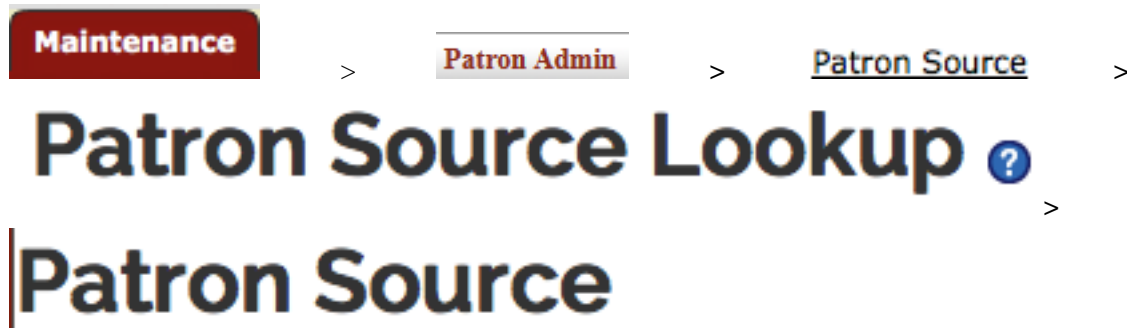 Maintenance > Patron Admin > Patron Source >
Patron Source Lookup ? >
Patron Source